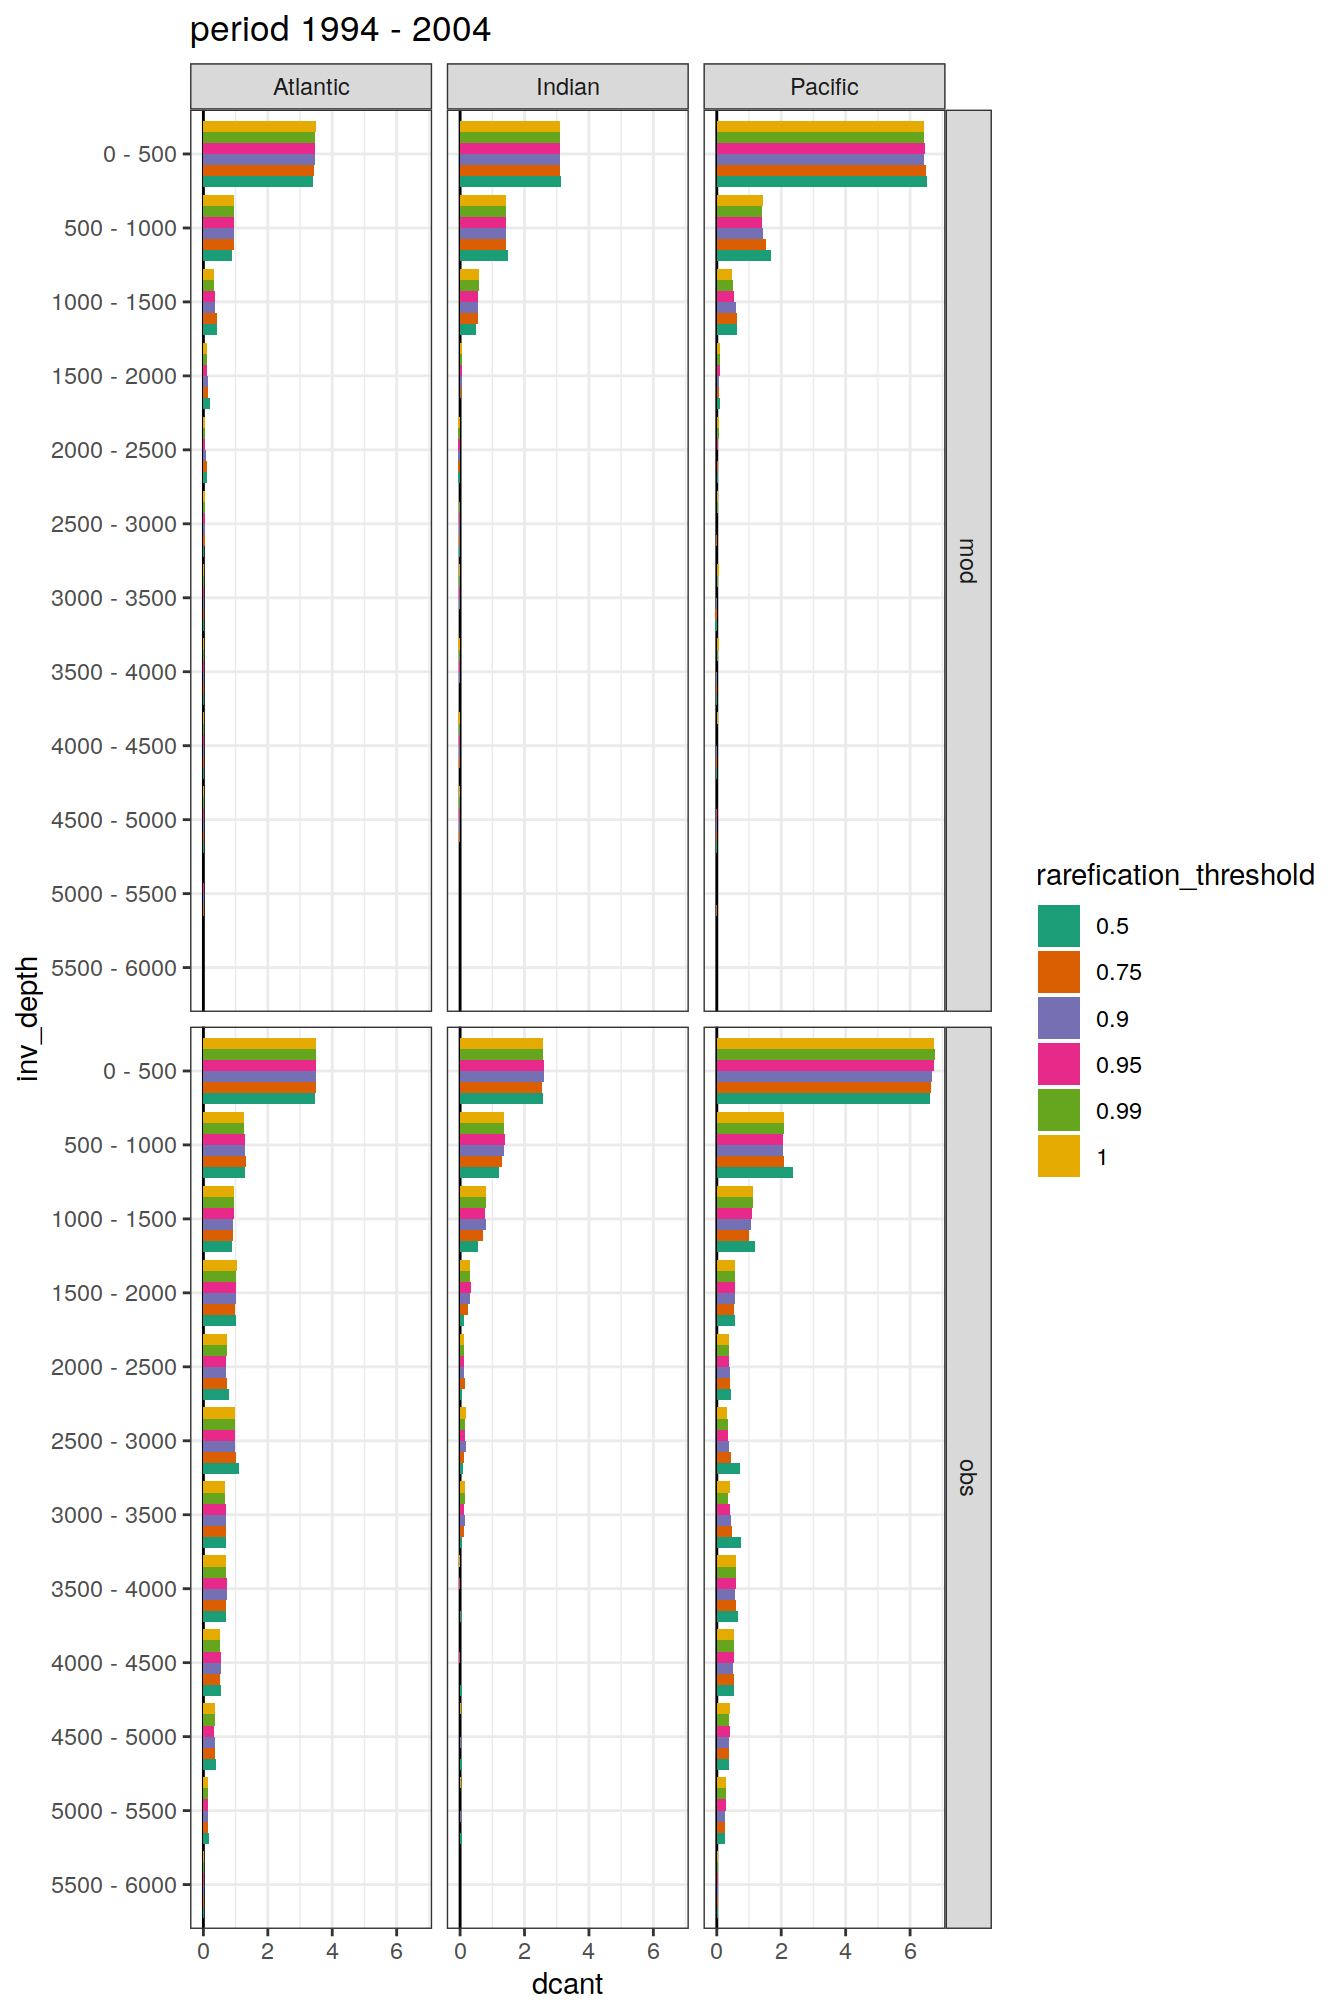 period 1994 - 2004
Atlantic Indian Pacific
0 - 500
500 - 1000
1000 - 1500
1500 - 2000
2000 - 2500
2500 - 3000
3000 - 3500
3500 - 4000
4000 - 4500
4500 - 5000
5000 - 5500
5500 - 6000
mod
inv_depth
0 - 500
500 - 1000
1000 - 1500
1500 - 2000
2000 - 2500
2500 - 3000
3000 - 3500
3500 - 4000
4000 - 4500
4500 - 5000
5000 - 5500
5500 - 6000
obs
0 2 4 6 0 2 4 6 0 2 4 6
dcant
rarefication_threshold
0.5
0.75
0.9
0.95
0.99
1